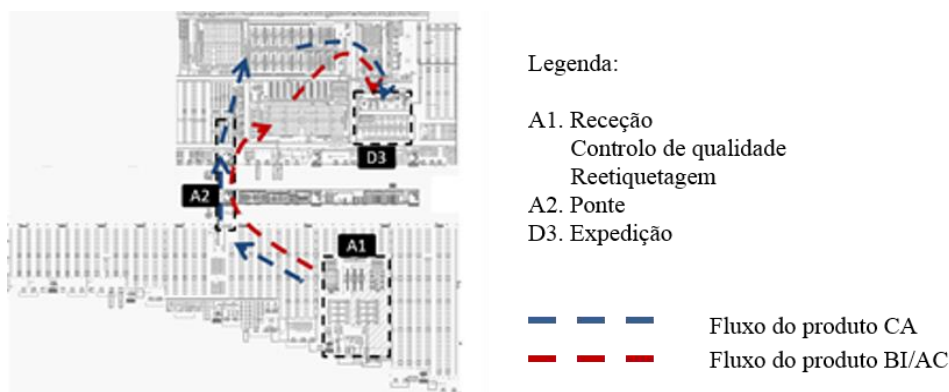 D3
A2
A1
Legenda:
A1. Receção
Controlo de qualidade
Reetiquetagem
A2. Ponte
D3. Expedição
Fluxo do produto CA
Fluxo do produto BI/AC